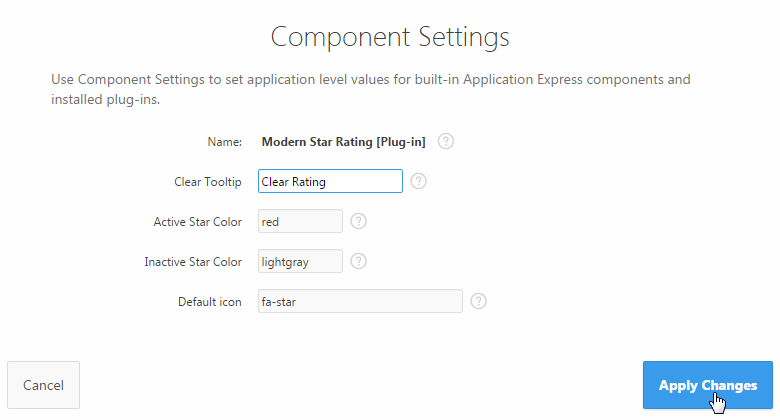 Component Settings
Use Component Settings to set application level values for built-in Application Express components and
installed plug-ins.
Name: Modern Star Rating [Plug-in] ?
Clear Tooltip Clear Rating ?
Active Star Color red ?
Inactive Star Color lightgray ?
Default icon fa-star ?
Cancel Apply Changes